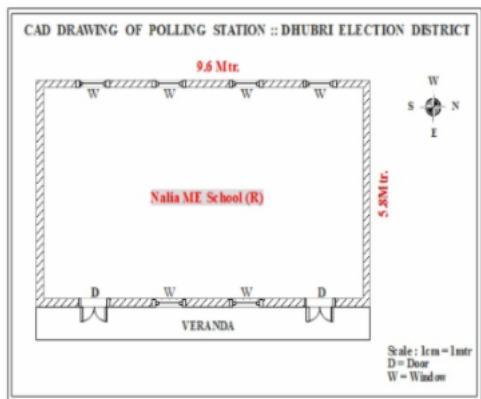 CAD DRAWING OF POLLING STATION :: DHUBRI ELECTION DISTRICT
9.6 Mtr.
W
W W W W
S N
E
5.8Mtr.
Nalia ME School (R)
D W W D
VERANDA
Scale : 1cm = 1mtr
D = Door
W = Window